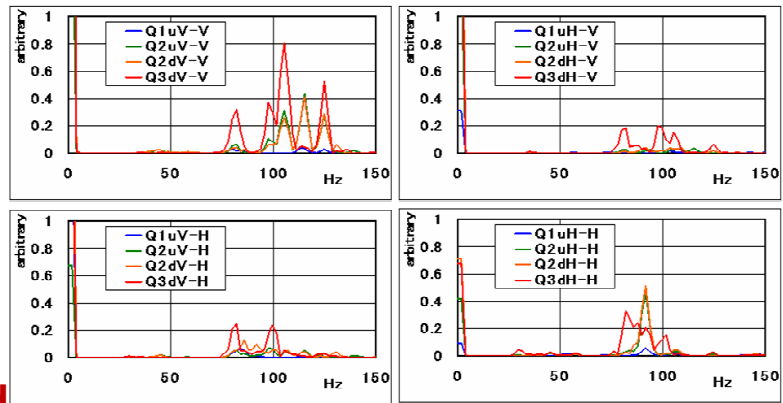 arbitrary
1
0.8
0.6
0.4
0.2
0
0
50
100
150
Hz
Q1uV-V
Q2uV-V
Q2dV-V
Q3dV-V
arbitrary
1
0.8
0.6
0.4
0.2
0
0
50
100
150
Hz
Q1uH-V
Q2uH-V
Q2dH-V
Q3dH-V
arbitrary
1
0.8
0.6
0.4
0.2
0
0
50
100
150
Hz
Q1uV-H
Q2uV-H
Q2dV-H
Q3dV-H
arbitrary
1
0.8
0.6
0.4
0.2
0
0
50
100
150
Hz
Q1uH-H
Q2uH-H
Q2dH-H
Q3dH-H